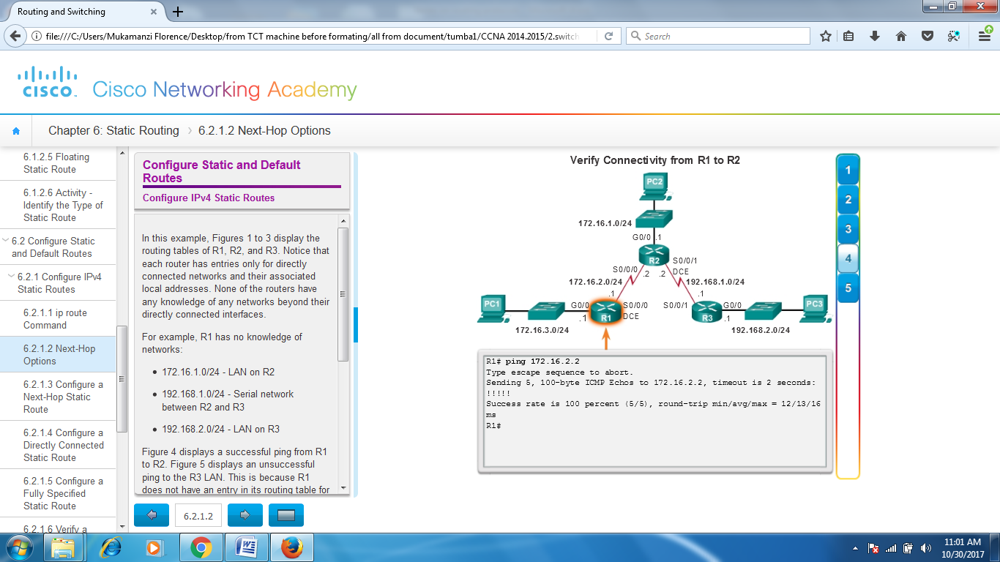 Routing and Switching
file:///C:/Users/Mukamanzi Florence/Desktop/from TCT machine before formating/all from document/tumba1/CCNA 2014.2015/2.switch
Search
CISCO
Cisco Networking Academy
Chapter 6: Static Routing
6.2.1.2 Next-Hop Options
6.1.2.5 Floating
Static Route
6.1.2.6 Activity -
Identify the Type of
Static Route
6.2 Configure Static
and Default Routes
6.2.1 Configure IPv4
Static Routes
6.2.1.1 ip route
Command
6.2.1.2 Next-Hop
Options
6.2.1.3 Configure a
Next-Hop Static
Route
6.2.1.4 Configure a
Directly Connected
Static Route
6.2.1.5 Configure a
Fully Specified
Static Route
6.2.1.6 Verify a
Configure Static and Default
Routes
Configure IPv4 Static Routes
In this example, Figures 1 to 3 display the
routing tables of R1, R2, and R3. Notice that
each router has entries only for directly
connected networks and their associated
local addresses. None of the routers have
any knowledge of any networks beyond their
directly connected interfaces.
For example, R1 has no knowledge of
networks:
• 172.16.1.0/24 - LAN on R2
• 192.168.1.0/24 - Serial network
between R2 and R3
• 192.168.2.0/24 - LAN on R3
Figure 4 displays a successful ping from R1
to R2. Figure 5 displays an unsuccessful
ping to the R3 LAN. This is because R1
does not have an entry in its routing table for
6.2.1.2
Verify Connectivity from R1 to R2
PC2
172.16.1.0/24
G0/0 .1
R2
S0/0/0
S0/0/1
.2 .2 DCE
172.16.2.0/24
192.168.1.0/24
.1 .1
PC1
G0/0
S0/0/0
S0/0/1
G0/0
PC3
.1
R1
DCE
R3
.1
172.16.3.0/24
192.168.2.0/24
R1# ping 172.16.2.2
Type escape sequence to abort.
Sending 5, 100-byte ICMP Echos to 172.16.2.2, timeout is 2 seconds:
!!!!!
Success rate is 100 percent (5/5), round-trip min/avg/max = 12/13/16
ms
R1#
1
2
3
4
5
11:01 AM
10/30/2017